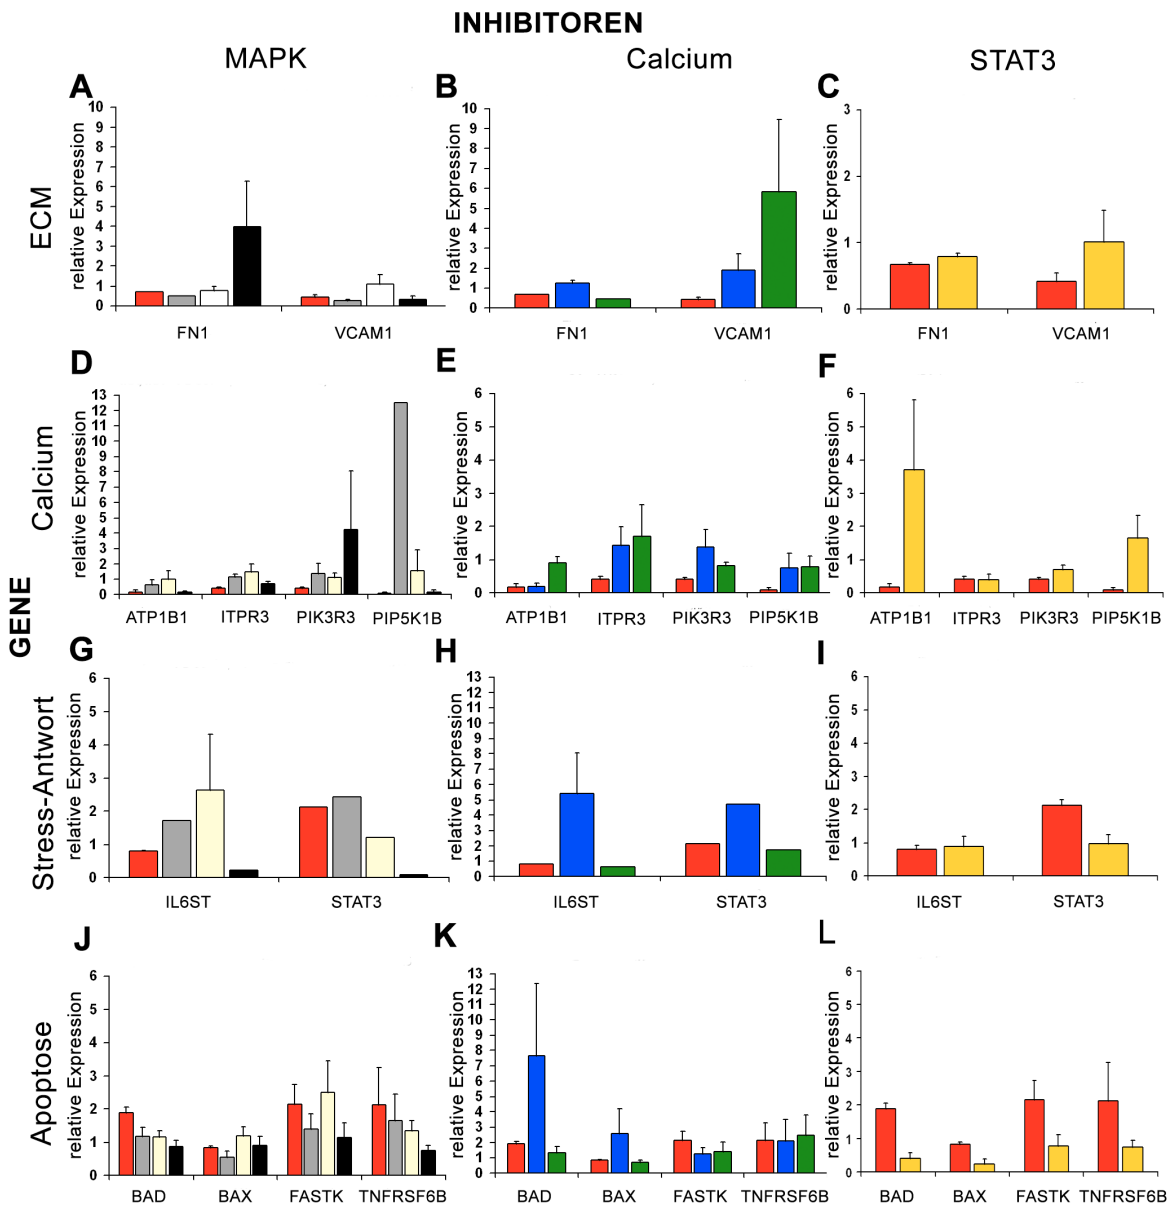 INHIBITOREN
MAPK Calcium STAT3
A B C
10 9 8 7 6 5 4 3 2 1 0
relative Expression
FN1 VCAM1
10 9 8 7 6 5 4 3 2 1 0
relative Expression
FN1 VCAM1
3 2 1 0
relative Expression
FN1 VCAM1
ECM
D E F
13 12 11 10 9 8 7 6 5 4 3 2 1 0
relative Expression
ATP1B1 ITPR3 PIK3R3 PIP5K1B
6 5 4 3 2 1 0
relative Expression
ATP1B1 ITPR3 PIK3R3 PIP5K1B
6 5 4 3 2 1 0
relative Expression
ATP1B1 ITPR3 PIK3R3 PIP5K1B
Calcium
GENE
G H I
6 5 4 3 2 1 0
relative Expression
IL6ST STAT3
13 12 11 10 9 8 7 6 5 4 3 2 1 0
relative Expression
IL6ST STAT3
6 5 4 3 2 1 0
relative Expression
IL6ST STAT3
Stress-Antwort
J K L
6 5 4 3 2 1 0
relative Expression
BAD BAX FASTK TNFRSF6B
13 12 11 10 9 8 7 6 5 4 3 2 1 0
relative Expression
BAD BAX FASTK TNFRSF6B
6 5 4 3 2 1 0
relative Expression
BAD BAX FASTK TNFRSF6B
Apoptose